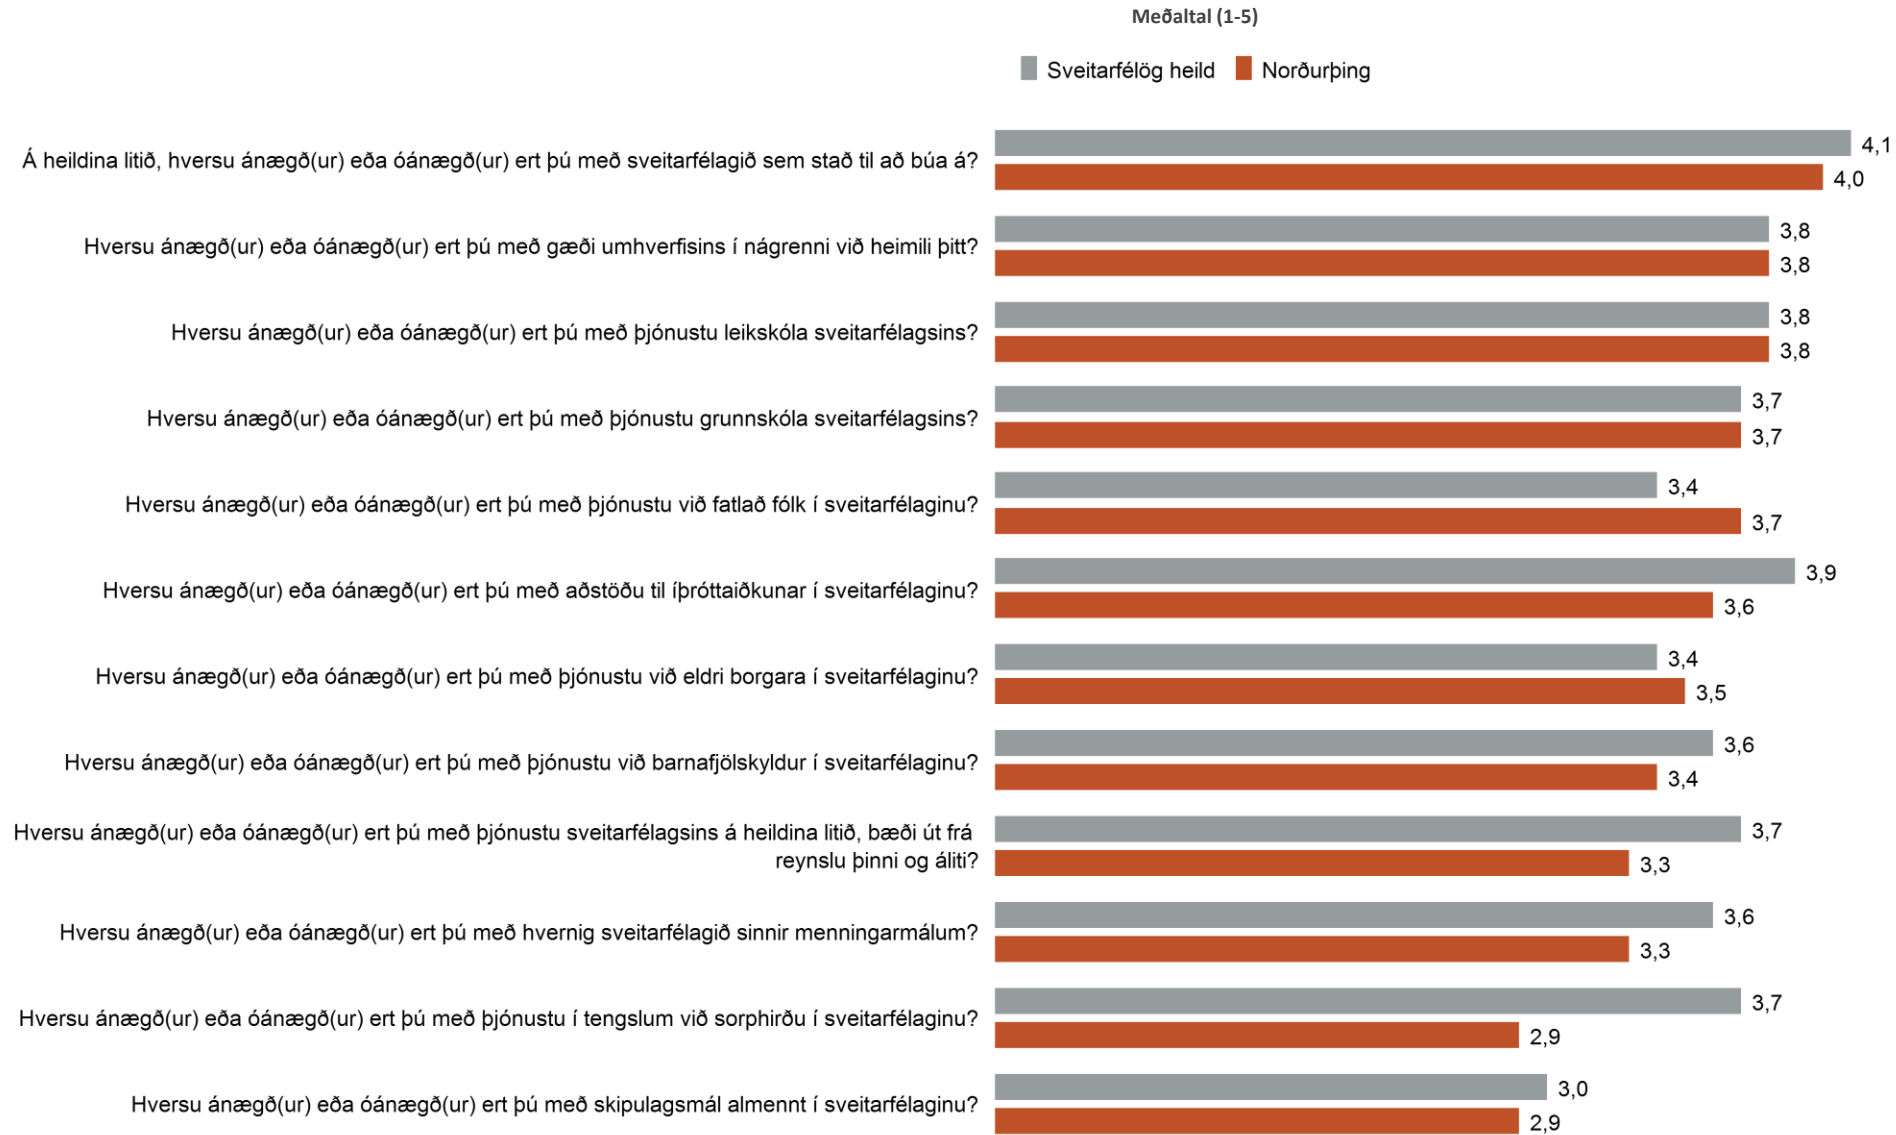 Meðaltal (1-5)
Sveitarfélög heild Norðurþing
Á heildina litið, hversu ánægð(ur) eða óánægð(ur) ert þú með sveitarfélagið sem stað til að búa á?
4,1
4,0
Hversu ánægð(ur) eða óánægð(ur) ert þú með gæði umhverfisins í nágrenni við heimili þitt?
3,8
3,8
Hversu ánægð(ur) eða óánægð(ur) ert þú með þjónustu leikskóla sveitarfélagsins?
3,8
3,8
Hversu ánægð(ur) eða óánægð(ur) ert þú með þjónustu grunnskóla sveitarfélagsins?
3,7
3,7
Hversu ánægð(ur) eða óánægð(ur) ert þú með þjónustu við fatlað fólk í sveitarfélaginu?
3,4
3,7
Hversu ánægð(ur) eða óánægð(ur) ert þú með aðstöðu til íþróttaiðkunar í sveitarfélaginu?
3,9
3,6
Hversu ánægð(ur) eða óánægð(ur) ert þú með þjónustu við eldri borgara í sveitarfélaginu?
3,4
3,5
Hversu ánægð(ur) eða óánægð(ur) ert þú með þjónustu við barnafjölskyldur í sveitarfélaginu?
3,6
3,4
Hversu ánægð(ur) eða óánægð(ur) ert þú með þjónustu sveitarfélagsins á heildina litið, bæði út frá
reynslu þinni og áliti?
3,7
3,3
Hversu ánægð(ur) eða óánægð(ur) ert þú með hvernig sveitarfélagið sinnir menningarmálum?
3,6
3,3
Hversu ánægð(ur) eða óánægð(ur) ert þú með þjónustu í tengslum við sorphirðu í sveitarfélaginu?
3,7
2,9
Hversu ánægð(ur) eða óánægð(ur) ert þú með skipulagsmál almennt í sveitarfélaginu?
3,0
2,9